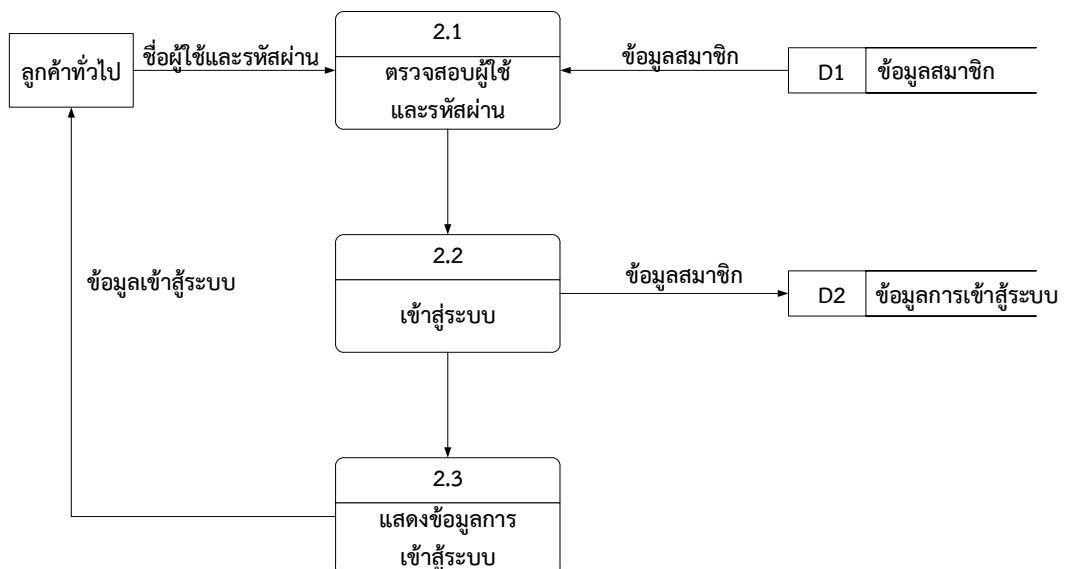 2.1
ลูกค้าทั่วไป
ชื่อผู้ใช้และรหัสผ่าน
ตรวจสอบผู้ใช้
และรหัสผ่าน
ข้อมูลสมาชิก
D1
ข้อมูลสมาชิก
2.2
เข้าสู่ระบบ
ข้อมูลเข้าสู้ระบบ
ข้อมูลสมาชิก
D2
ข้อมูลการเข้าสู้ระบบ
2.3
แสดงข้อมูลการ
เข้าสู้ระบบ